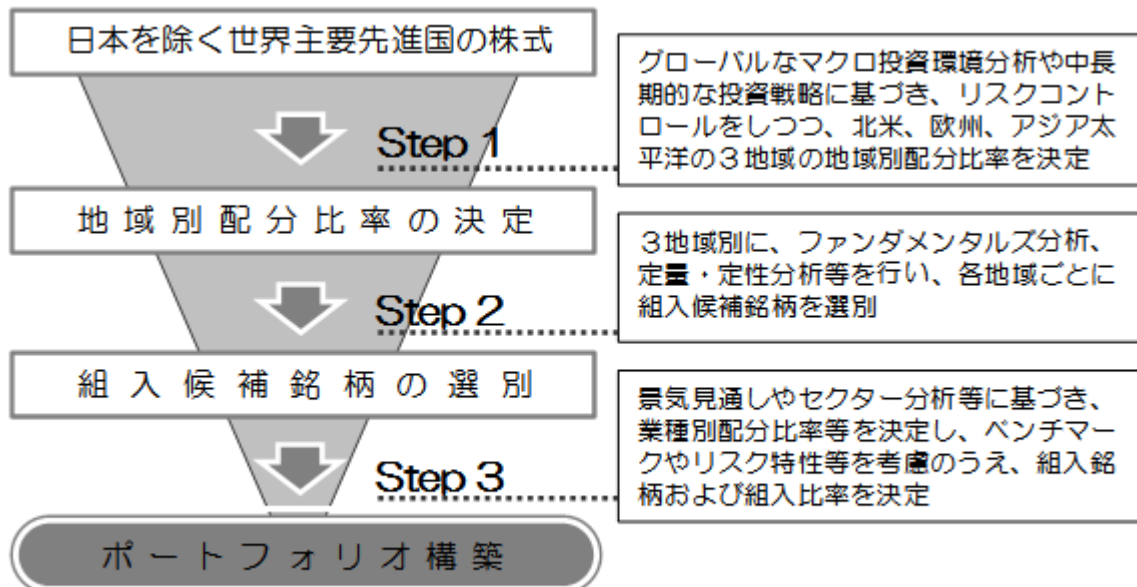 日本を除く世界主要先進国の株式
Step 1
グローバルなマクロ投資環境分析や中長
期的な投資戦略に基づき、リスクコント
ロールをしつつ、北米、欧州、アジア太
平洋の３地域の地域別配分比率を決定
地域別配分比率の決定
Step 2
３地域別に、ファンダメンタルズ分析、
定量・定性分析等を行い、各地域ごとに
組入候補銘柄を選別
組入候補銘柄の選別
Step 3
景気見通しやセクター分析等に基づき、
業種別配分比率等を決定し、ベンチマー
クやリスク特性等を考慮のうえ、組入銘
柄および組入比率を決定
ポートフォリオ構築